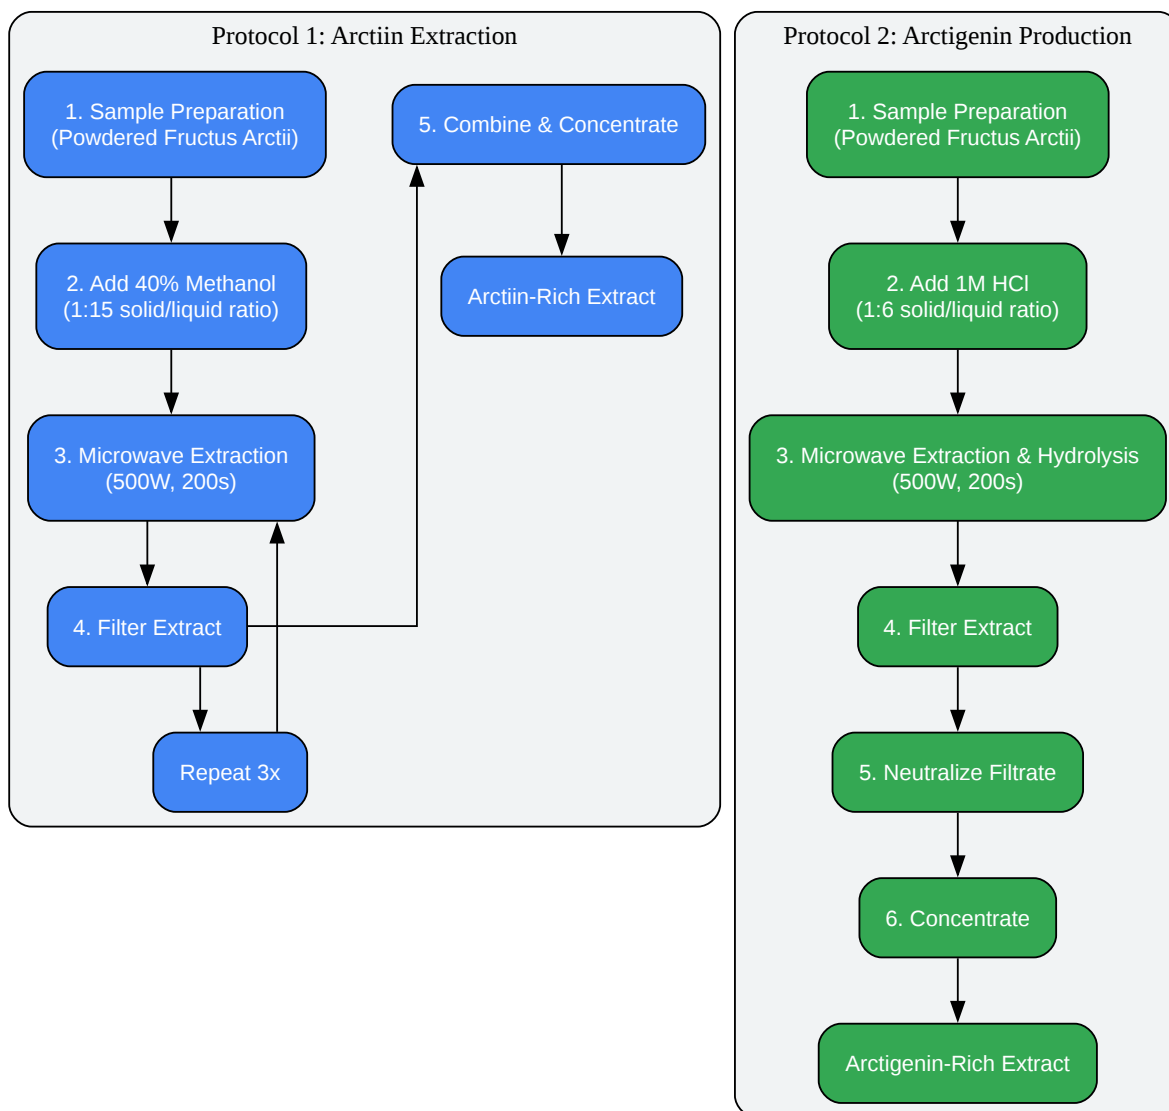 Protocol 1: Arctiin Extraction
1. Sample Preparation
(Powdered Fructus Arctii)
2. Add 40% Methanol
(1:15 solid/liquid ratio)
3. Microwave Extraction
(500W, 200s)
4. Filter Extract
Repeat 3x
5. Combine & Concentrate
Arctiin-Rich Extract
Protocol 2: Arctigenin Production
1. Sample Preparation
(Powdered Fructus Arctii)
2. Add 1M HCl
(1:6 solid/liquid ratio)
3. Microwave Extraction & Hydrolysis
(500W, 200s)
4. Filter Extract
5. Neutralize Filtrate
6. Concentrate
Arctigenin-Rich Extract